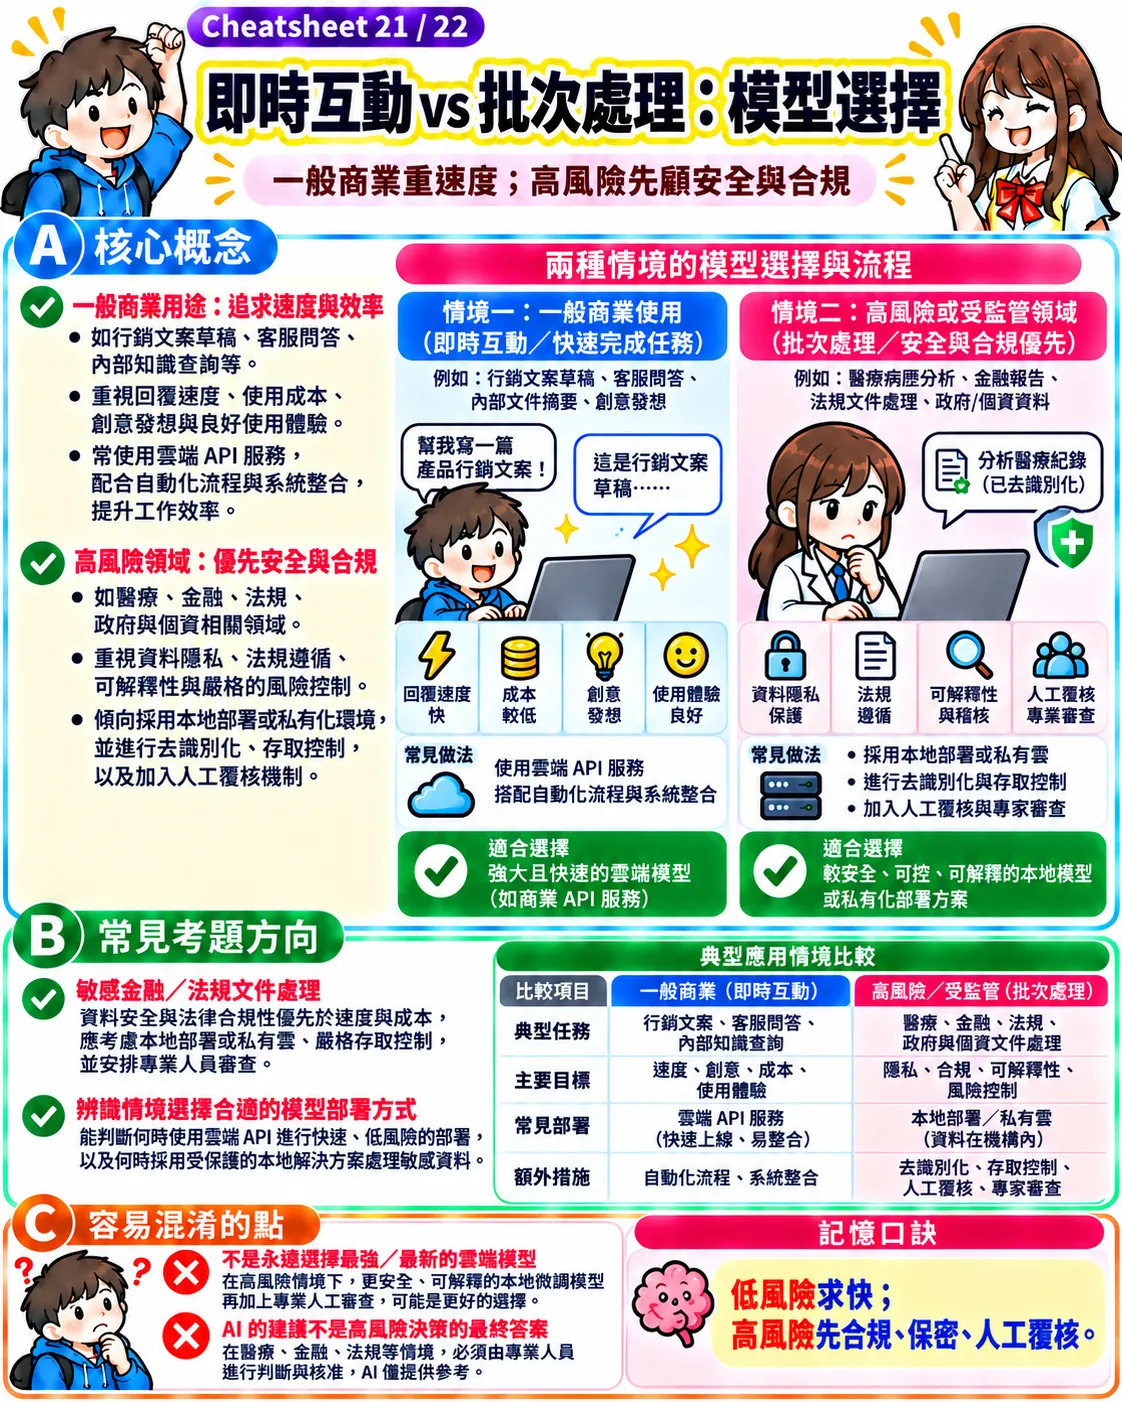 Cheatsheet 21 / 22
即時互動 vs 批次處理：模型選擇
一般商業重速度；高風險先顧安全與合規
A 核心概念
一般商業用途：追求速度與效率
• 如行銷文案草稿、客服問答、
內部知識查詢等。
• 重視回覆速度、使用成本、
創意發想與良好使用體驗。
• 常使用雲端 API 服務，
配合自動化流程與系統整合，
提升工作效率。
高風險領域：優先安全與合規
• 如醫療、金融、法規、
政府與個資相關領域。
• 重視資料隱私、法規遵循、
可解釋性與嚴格的風險控制。
• 傾向採用本地部署或私有化環境，
並進行去識別化、存取控制，
以及加入人工覆核機制。
兩種情境的模型選擇與流程
情境一：一般商業使用
（即時互動／快速完成任務）
例如：行銷文案草稿、客服問答、
內部文件摘要、創意發想
幫我寫一篇
產品行銷文案！
這是行銷文案
草稿⋯⋯
回覆速度
快
成本
較低
創意
發想
使用體驗
良好
常見做法
使用雲端 API 服務
搭配自動化流程與系統整合
適合選擇
強大且快速的雲端模型
（如商業 API 服務）
情境二：高風險或受監管領域
（批次處理／安全與合規優先）
例如：醫療病歷分析、金融報告、
法規文件處理、政府/個資資料
分析醫療紀錄
（已去識別化）
資料隱私
保護
法規
遵循
可解釋性
與稽核
人工覆核
專業審查
常見做法
• 採用本地部署或私有雲
• 進行去識別化與存取控制
• 加入人工覆核與專家審查
適合選擇
較安全、可控、可解釋的本地模型
或私有化部署方案
B 常見考題方向
敏感金融／法規文件處理
資料安全與法律合規性優先於速度與成本，
應考慮本地部署或私有雲、嚴格存取控制，
並安排專業人員審查。
辨識情境選擇合適的模型部署方式
能判斷何時使用雲端 API 進行快速、低風險的部署，
以及何時採用受保護的本地解決方案處理敏感資料。
典型應用情境比較
比較項目 一般商業（即時互動） 高風險／受監管（批次處理）
典型任務 行銷文案、客服問答、
內部知識查詢 醫療、金融、法規、
政府與個資文件處理
主要目標 速度、創意、成本、
使用體驗 隱私、合規、可解釋性、
風險控制
常見部署 雲端 API 服務
（快速上線、易整合） 本地部署／私有雲
（資料在機構內）
額外措施 自動化流程、系統整合 去識別化、存取控制、
人工覆核、專家審查
C 容易混淆的點
? ?
不是永遠選擇最強／最新的雲端模型
在高風險情境下，更安全、可解釋的本地微調模型
再加上專業人工審查，可能是更好的選擇。
AI 的建議不是高風險決策的最終答案
在醫療、金融、法規等情境，必須由專業人員
進行判斷與核准，AI 僅提供參考。
記憶口訣
低風險求快；
高風險先合規、保密、人工覆核。